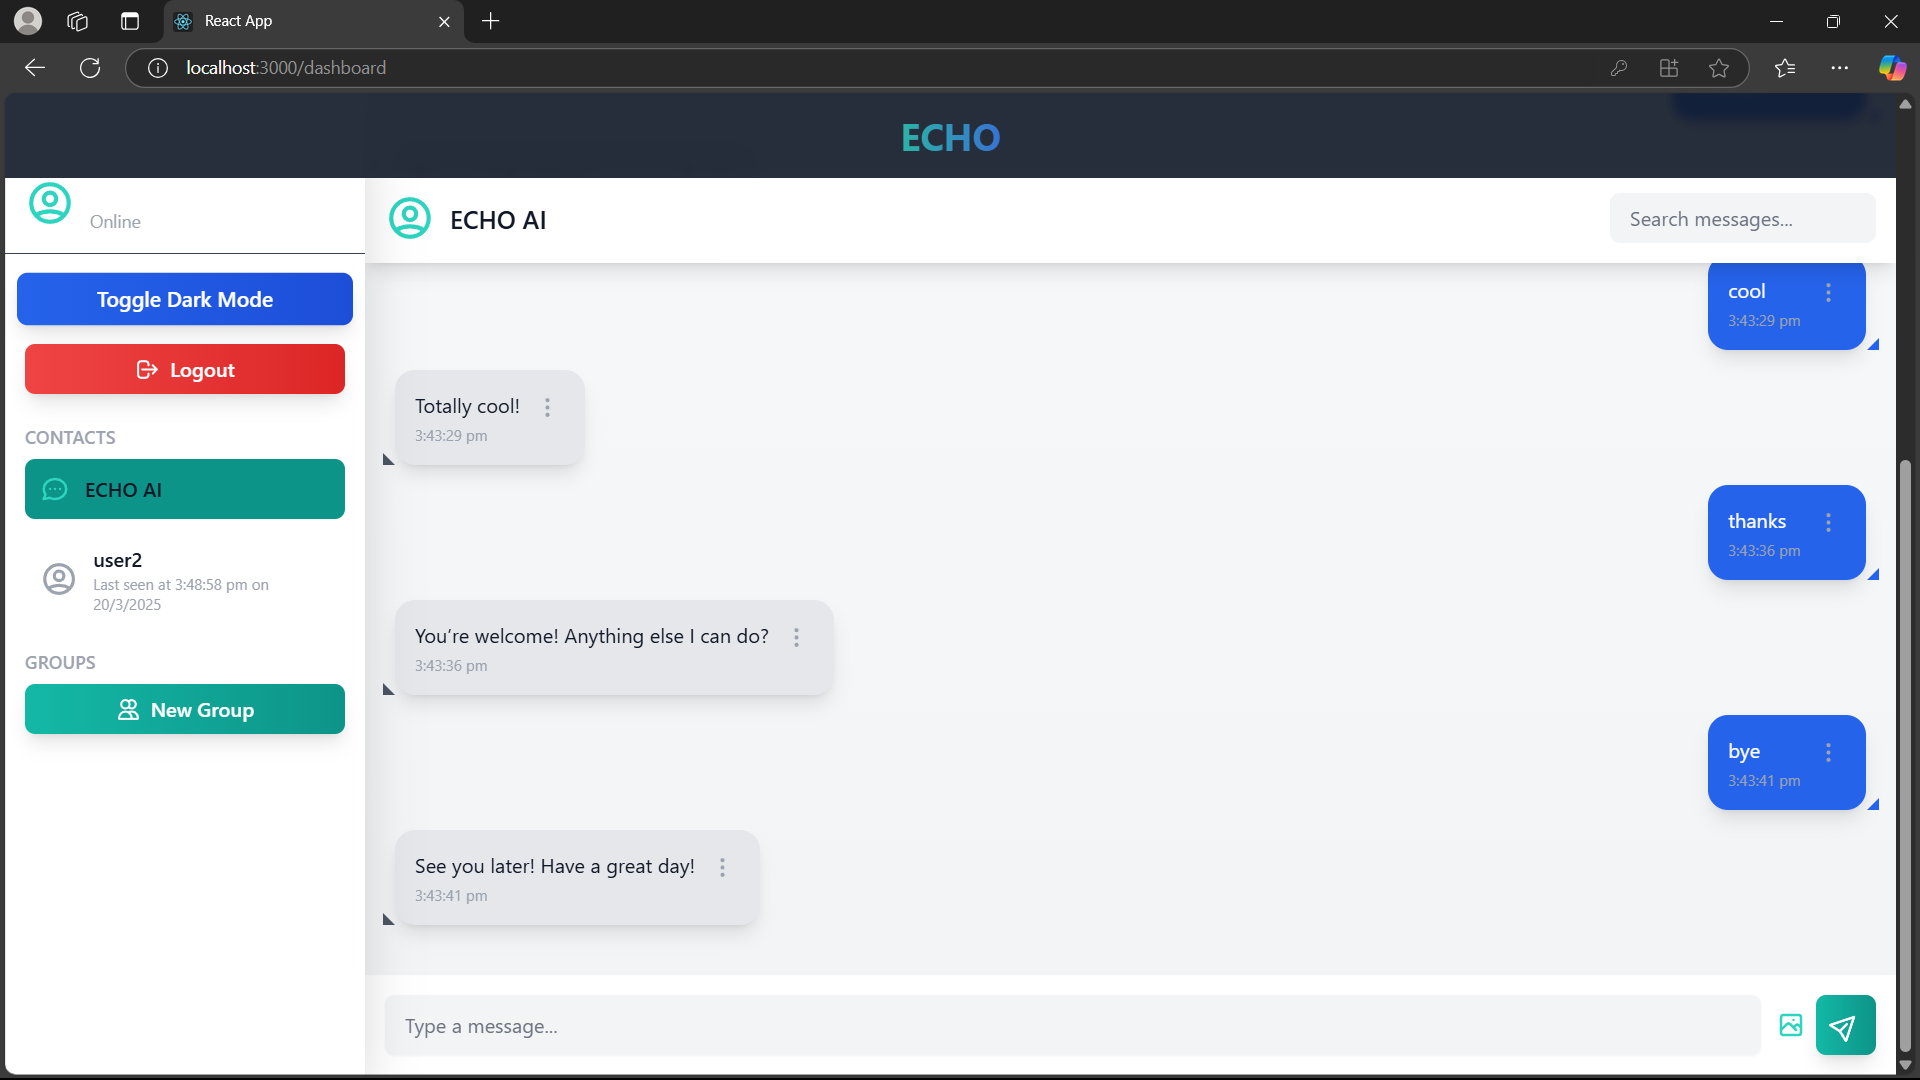 React App
localhost:3000/dashboard
ECHO
Online
Toggle Dark Mode
Logout
CONTACTS
ECHO AI
user2
Last seen at 3:48:58 pm on
20/3/2025
GROUPS
New Group
ECHO AI
Search messages...
cool
3:43:29 pm
Totally cool!
3:43:29 pm
thanks
3:43:36 pm
You’re welcome! Anything else I can do?
3:43:36 pm
bye
3:43:41 pm
See you later! Have a great day!
3:43:41 pm
Type a message...